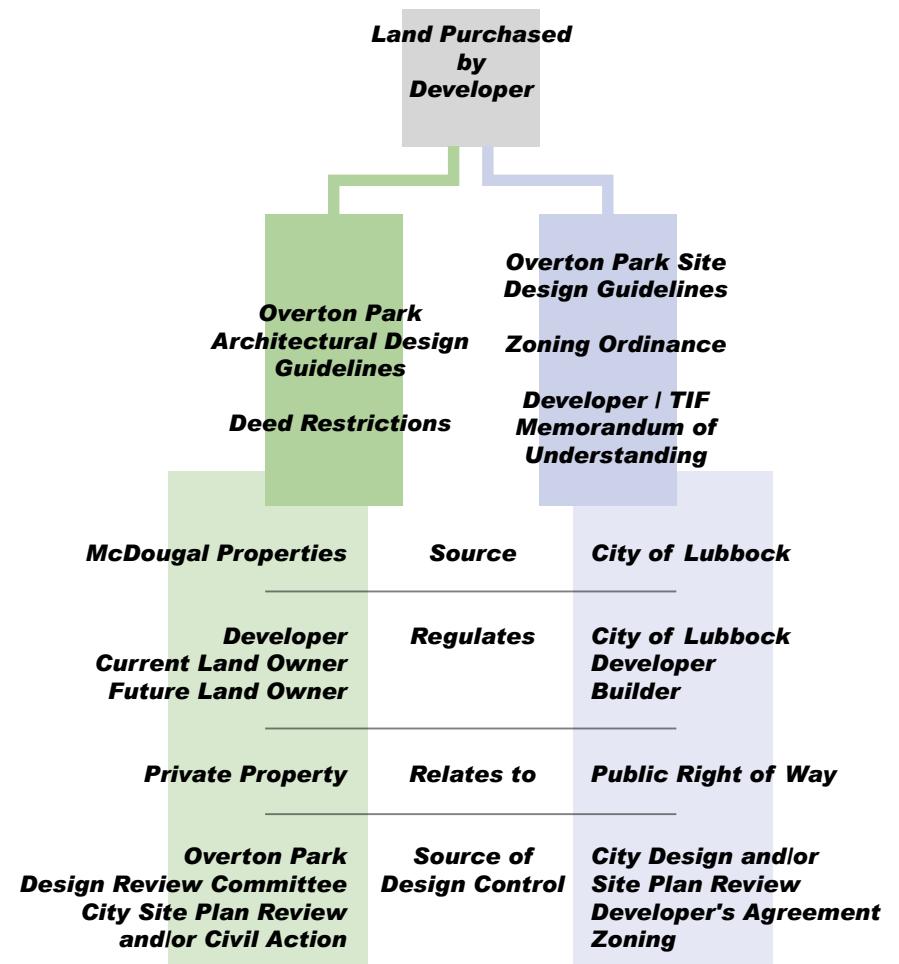 Land Purchased
by
Developer
Overton Park
Architectural Design
Guidelines
Deed Restrictions
Overton Park Site
Design Guidelines
Zoning Ordinance
Developer / TIF
Memorandum of
Understanding
McDougal Properties
Source
City of Lubbock
Developer
Current Land Owner
Future Land Owner
Regulates
City of Lubbock
Developer
Builder
Private Property
Relates to
Public Right of Way
Overton Park
Design Review Committee
City Site Plan Review
and/or Civil Action
Source of
Design Control
City Design and/or
Site Plan Review
Developer's Agreement
Zoning